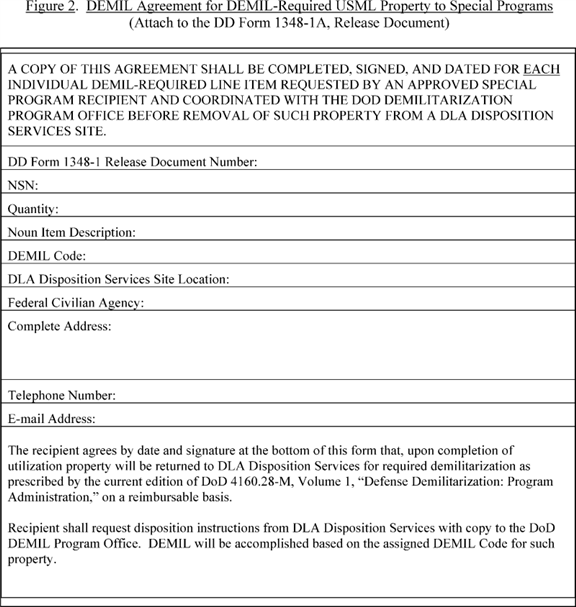 Figure 2.  DEMIL Agreement for DEMIL-Required USML Property to Special Programs
(Attach to the DD Form 1348-1A, Release Document)
A COPY OF THIS AGREEMENT SHALL BE COMPLETED, SIGNED, AND DATED FOR EACH
INDIVIDUAL DEMIL-REQUIRED LINE ITEM REQUESTED BY AN APPROVED SPECIAL
PROGRAM RECIPIENT AND COORDINATED WITH THE DOD DEMILITARIZATION
PROGRAM OFFICE BEFORE REMOVAL OF SUCH PROPERTY FROM A DLA DISPOSITION
SERVICES SITE.
DD Form 1348-1 Release Document Number:
NSN:
Quantity:
Noun Item Description:
DEMIL Code:
DLA Disposition Services Site Location:
Federal Civilian Agency:
Complete Address:
Telephone Number:
E-mail Address:
The recipient agrees by date and signature at the bottom of this form that, upon completion of
utilization property will be returned to DLA Disposition Services for required demilitarization as
prescribed by the current edition of DoD 4160.28-M, Volume 1, “Defense Demilitarization: Program
Administration,” on a reimbursable basis.
Recipient shall request disposition instructions from DLA Disposition Services with copy to the DoD
DEMIL Program Office.  DEMIL will be accomplished based on the assigned DEMIL Code for such
property.